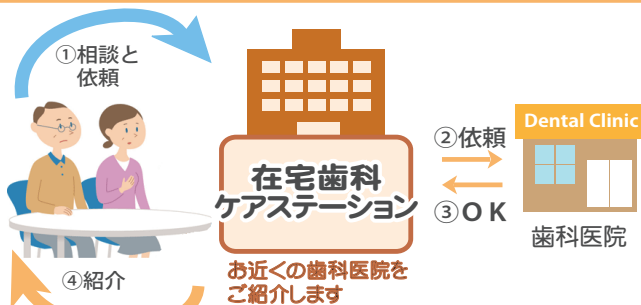 ①相談と
依頼
在宅歯科
ケアステーション
②依頼
③OK
Dental Clinic
歯科医院
④紹介
お近くの歯科医院を
ご紹介します